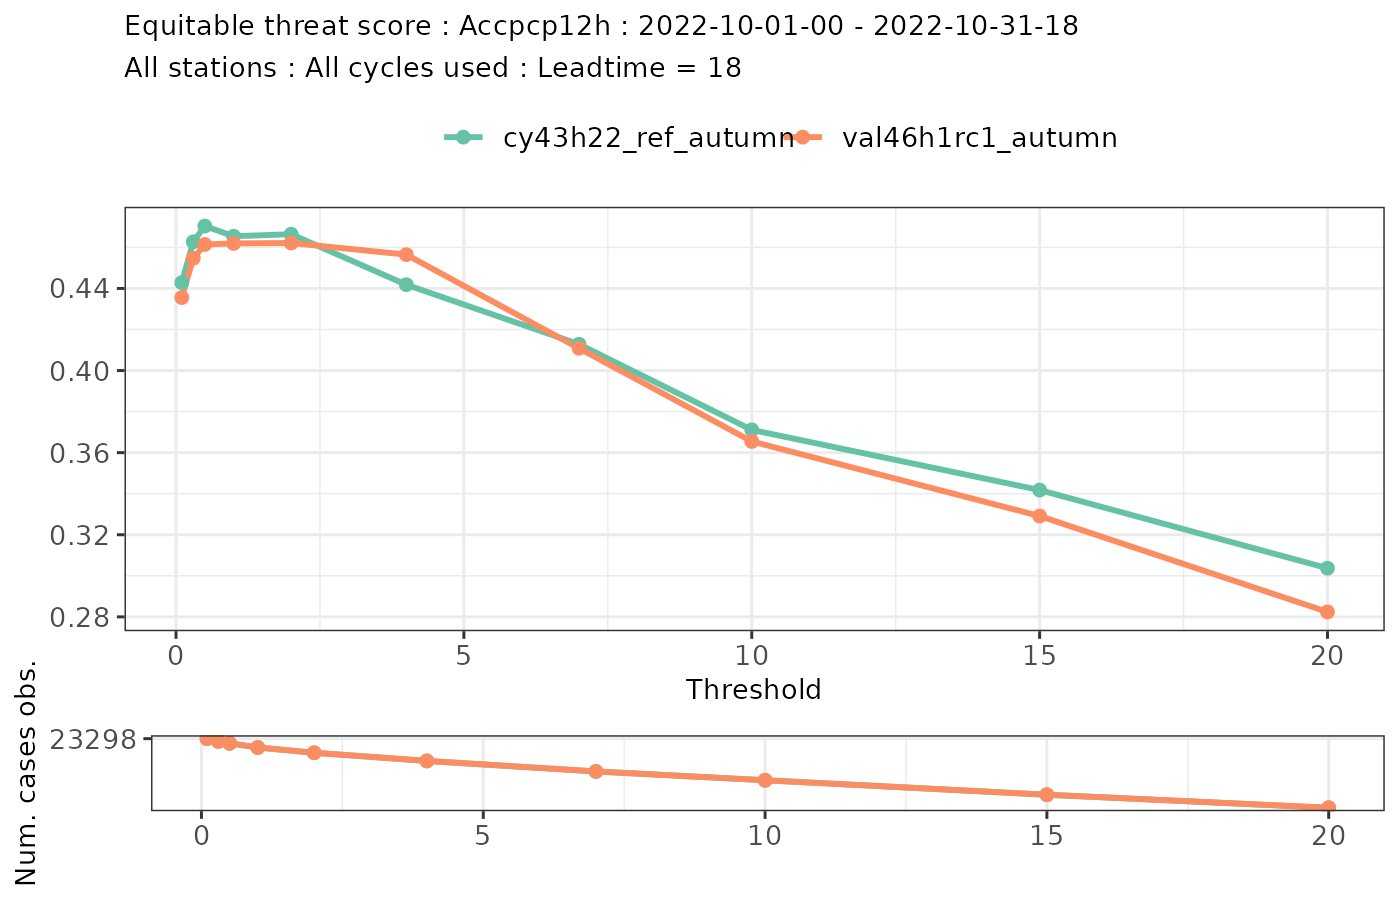 Equitable threat score : Accpcp12h : 2022-10-01-00 - 2022-10-31-18
All stations : All cycles used : Leadtime = 18
cy43h22_ref_autumn val46h1rc1_autumn
0.44
0.40
0.36
0.32
0.28
0 5 10 15 20
Threshold
Num. cases obs.
23298
0 5 10 15 20